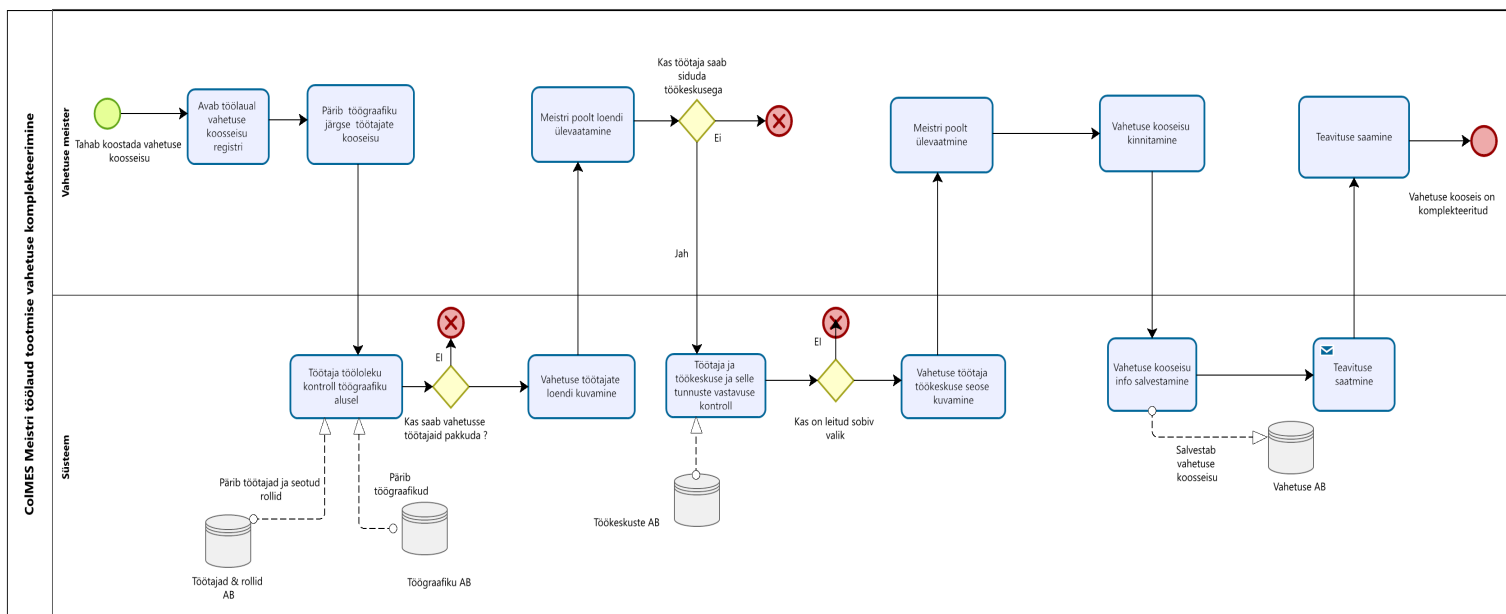 ColMES Meistri töölaud tootmise vahetuse komplekteerimine
Vahetuse meister
Tahab koostada vahetuse
koosseisu
Avab töölaual
vahetuse
koosseisu
registri
Pärib töögraafiku
järgse töötajate
kooseisu
Meistri poolt loendi
ülevaatamine
Kas töötaja saab
siduda
töökeskusega
Ei
Jah
Meistri poolt
ülevaatmine
Vahetuse kooseisu
kinnitamine
Teavituse saamine
Vahetuse kooseis on
komplekteeritud
Süsteem
Töötaja tööloleku
kontroll töögraafiku
alusel
EI
Kas saab vahetusse
töötajaid pakkuda ?
Vahetuse töötajate
loendi kuvamine
Töötaja ja
töökeskuse ja selle
tunnuste vastavuse
kontroll
EI
Kas on leitud sobiv
valik
Vahetuse töötaja
töökeskuse seose
kuvamine
Vahetuse kooseisu
info salvestamine
Teavituse
saatmine
Pärib töötajad ja seotud
rollid
Pärib
töögraafikud
Töötajad & rollid
AB
Töögraafiku AB
Töökeskuste AB
Salvestab
vahetuse
koosseisu
Vahetuse AB